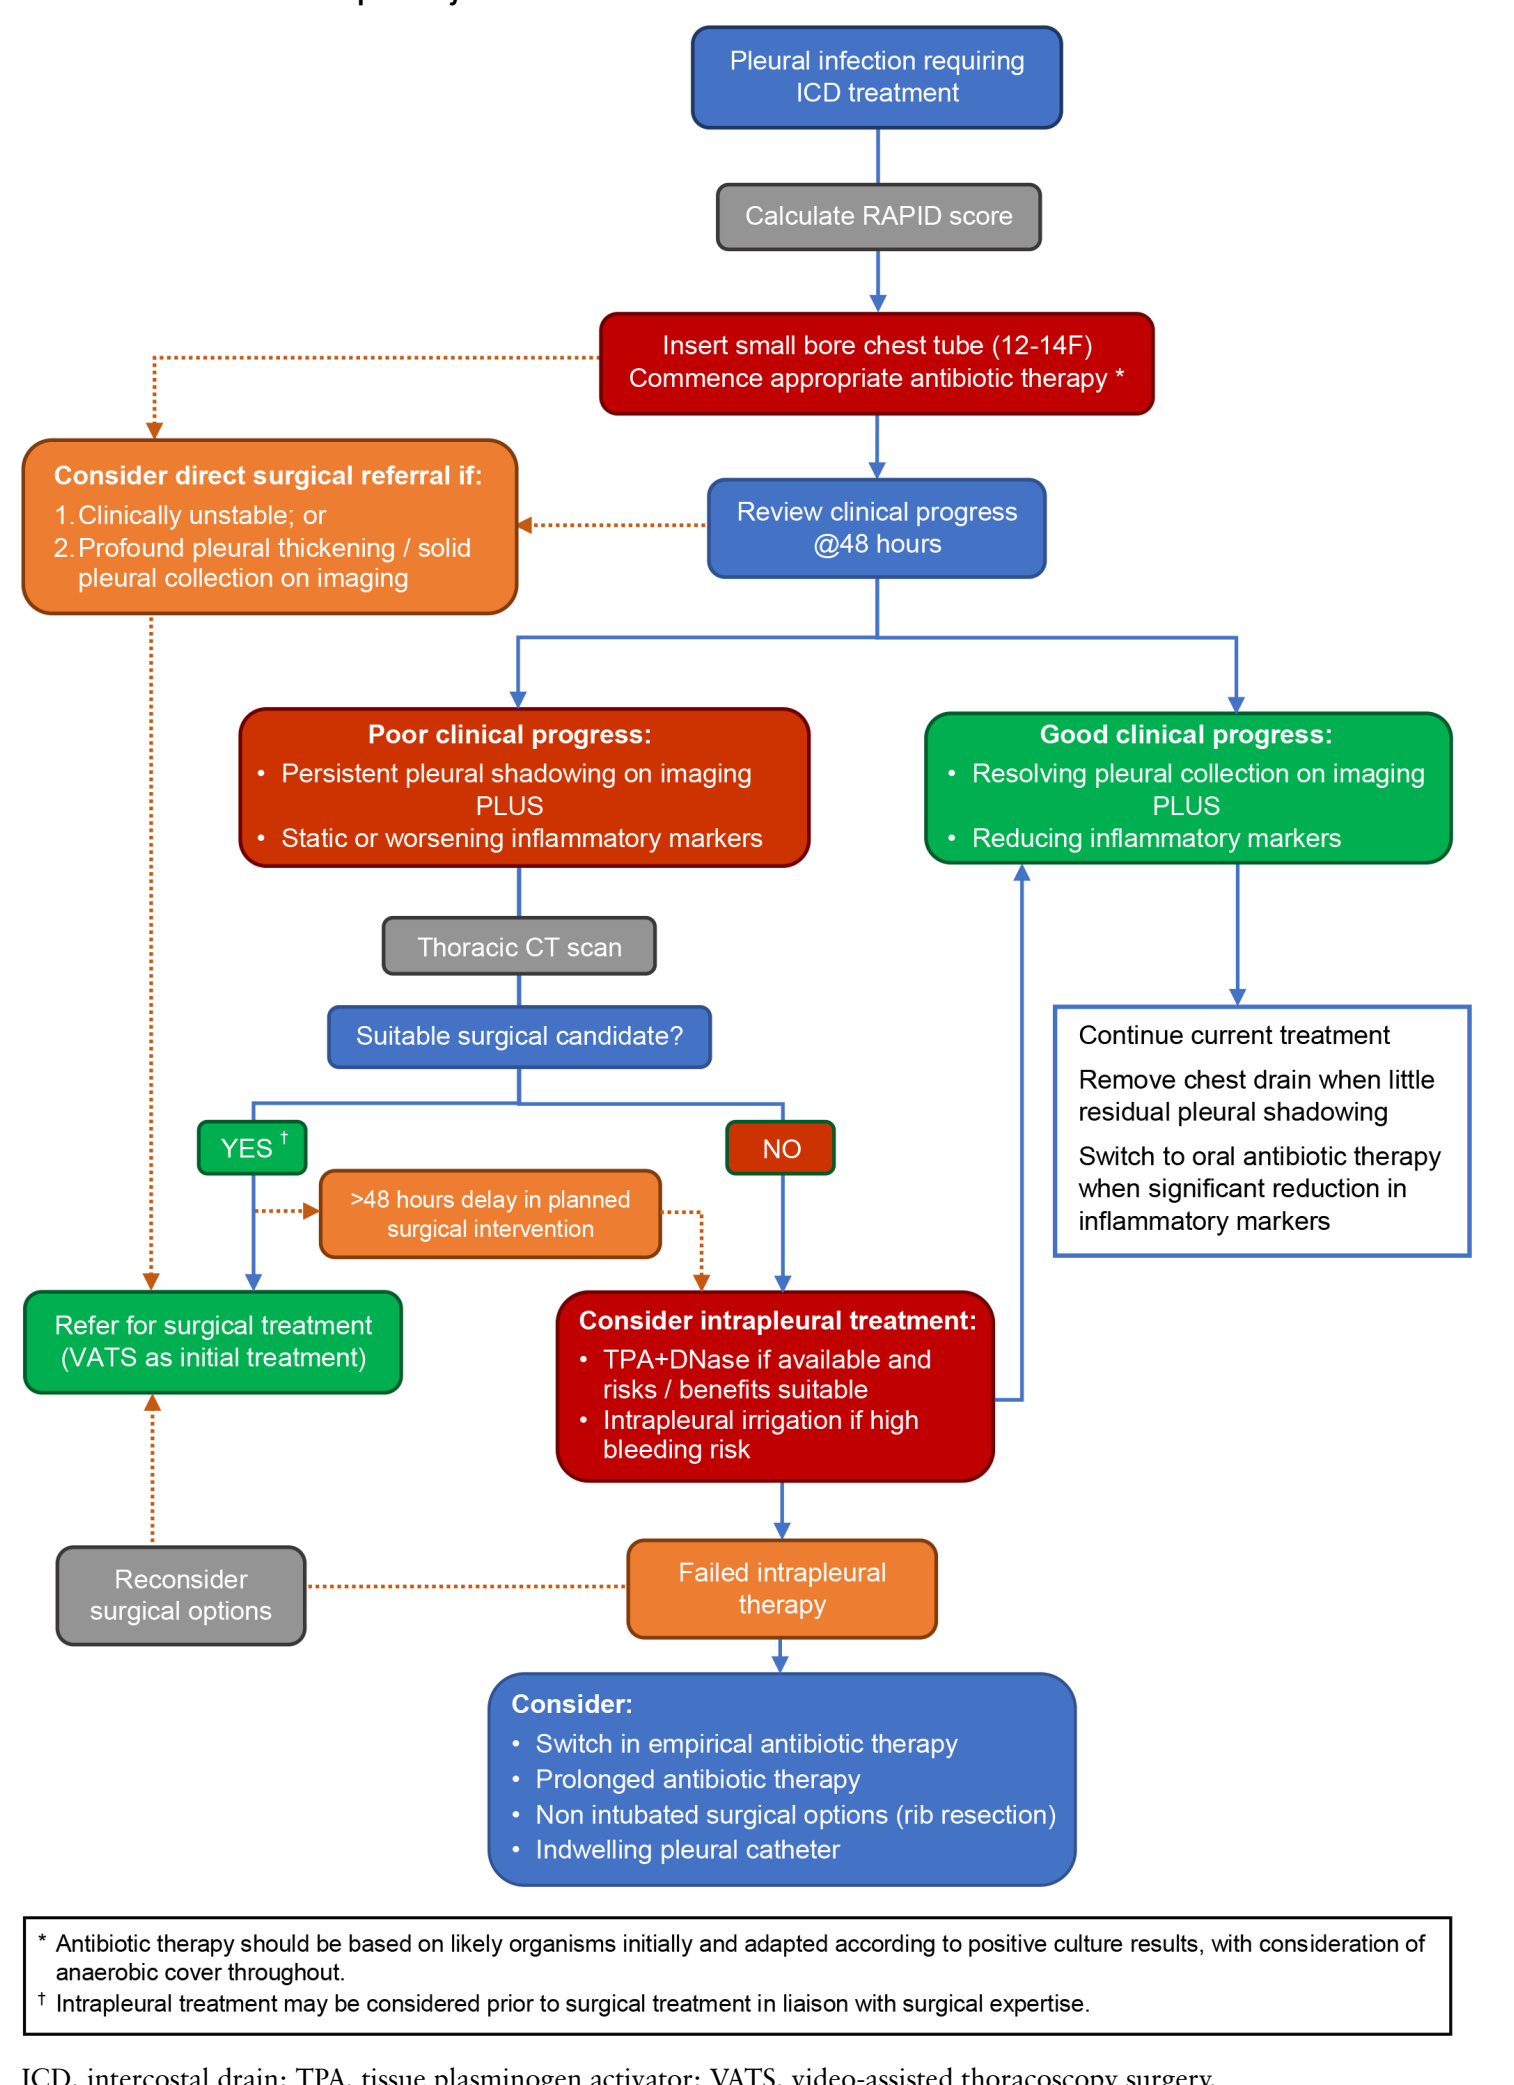 Pleural infection requiring
ICD treatment
Calculate RAPID score
Insert small bore chest tube (12-14F)
Commence appropriate antibiotic therapy *
Consider direct surgical referral if:
1. Clinically unstable; or
2. Profound pleural thickening / solid
pleural collection on imaging
Review clinical progress
@48 hours
Poor clinical progress:
• Persistent pleural shadowing on imaging
PLUS
• Static or worsening inflammatory markers
Good clinical progress:
• Resolving pleural collection on imaging
PLUS
• Reducing inflammatory markers
Thoracic CT scan
Suitable surgical candidate?
Continue current treatment
Remove chest drain when little
residual pleural shadowing
Switch to oral antibiotic therapy
when significant reduction in
inflammatory markers
YES †
NO
>48 hours delay in planned
surgical intervention
Refer for surgical treatment
(VATS as initial treatment)
Consider intrapleural treatment:
• TPA+DNase if available and
risks / benefits suitable
• Intrapleural irrigation if high
bleeding risk
Reconsider
surgical options
Failed intrapleural
therapy
Consider:
• Switch in empirical antibiotic therapy
• Prolonged antibiotic therapy
• Non intubated surgical options (rib resection)
• Indwelling pleural catheter
* Antibiotic therapy should be based on likely organisms initially and adapted according to positive culture results, with consideration of
anaerobic cover throughout.
† Intrapleural treatment may be considered prior to surgical treatment in liaison with surgical expertise.
ICD, intercostal drain; TPA, tissue plasminogen activator; VATS, video-assisted thoracoscopy surgery.